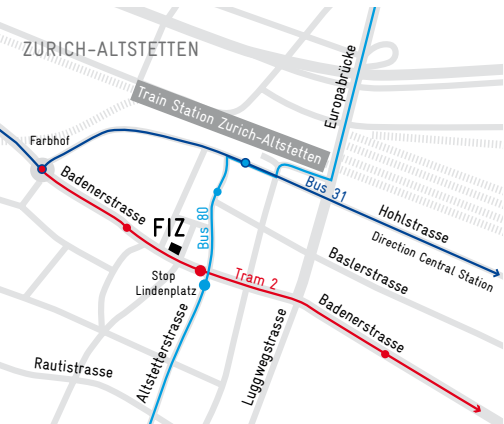 ZURICH-ALTSTETTEN
Europabrücke
Train Station Zurich-Altstetten
Farbhof
Badenerstrasse
Bus 31
Hohlstrasse
Direction Central Station
FIZ
Bus 80
Baslerstrasse
Stop
Lindenplatz
Tram 2
Badenerstrasse
Altstetterstrasse
Luggwegstrasse
Rautistrasse